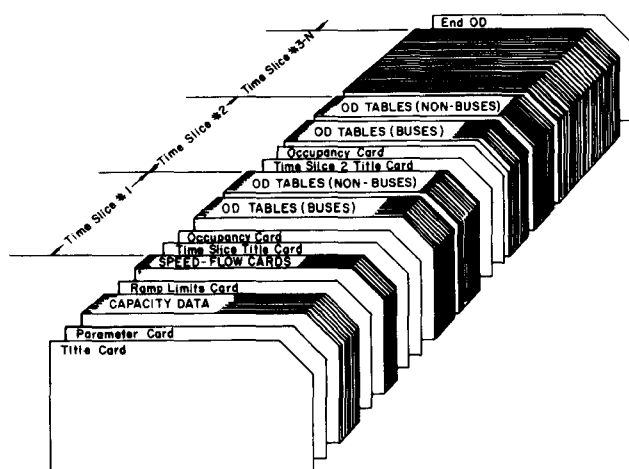 End OD
Time Slice #3-N
OD TABLES (NON-BUSES)
Time Slice #2
OD TABLES (BUSES)
Occupancy Card
Time Slice 2 Title Card
OD TABLES (NON-BUSES)
Time Slice #1
OD TABLES (BUSES)
Occupancy Card
Time Slice Title Card
SPEED-FLOW CARDS
Ramp Limits Card
CAPACITY DATA
Parameter Card
Title Card